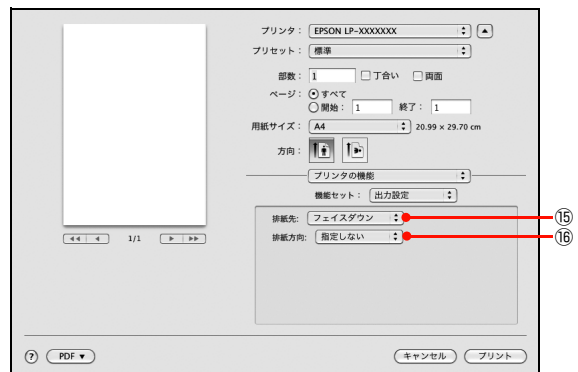 プリンタ： EPSON LP-XXXXXXX
プリセット： 標準
部数： 1 丁合い 両面
ページ： すべて
開始： 1 終了： 1
用紙サイズ： A4 20.99 × 29.70 cm
方向：
プリンタの機能
機能セット： 出力設定
排紙先: フェイスダウン ⑮
排紙方向: 指定しない ⑯
1/1
? PDF ▼ キャンセル プリント